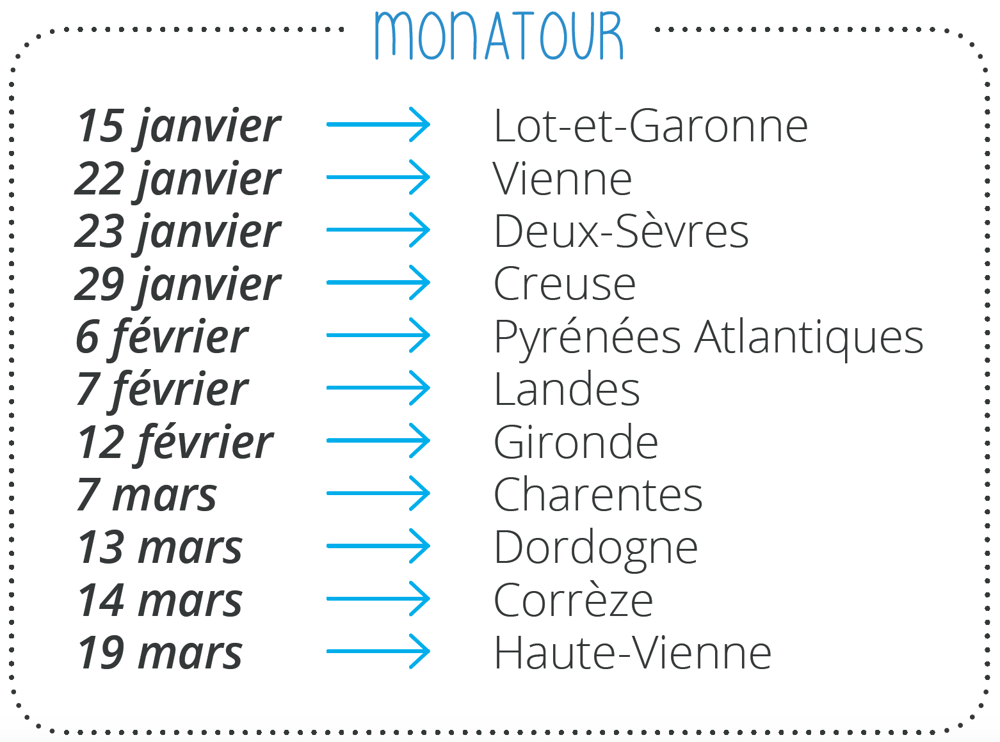 MONATOUR
15 janvier → Lot-et-Garonne
22 janvier → Vienne
23 janvier → Deux-Sèvres
29 janvier → Creuse
6 février → Pyrénées Atlantiques
7 février → Landes
12 février → Gironde
7 mars → Charentes
13 mars → Dordogne
14 mars → Corrèze
19 mars → Haute-Vienne